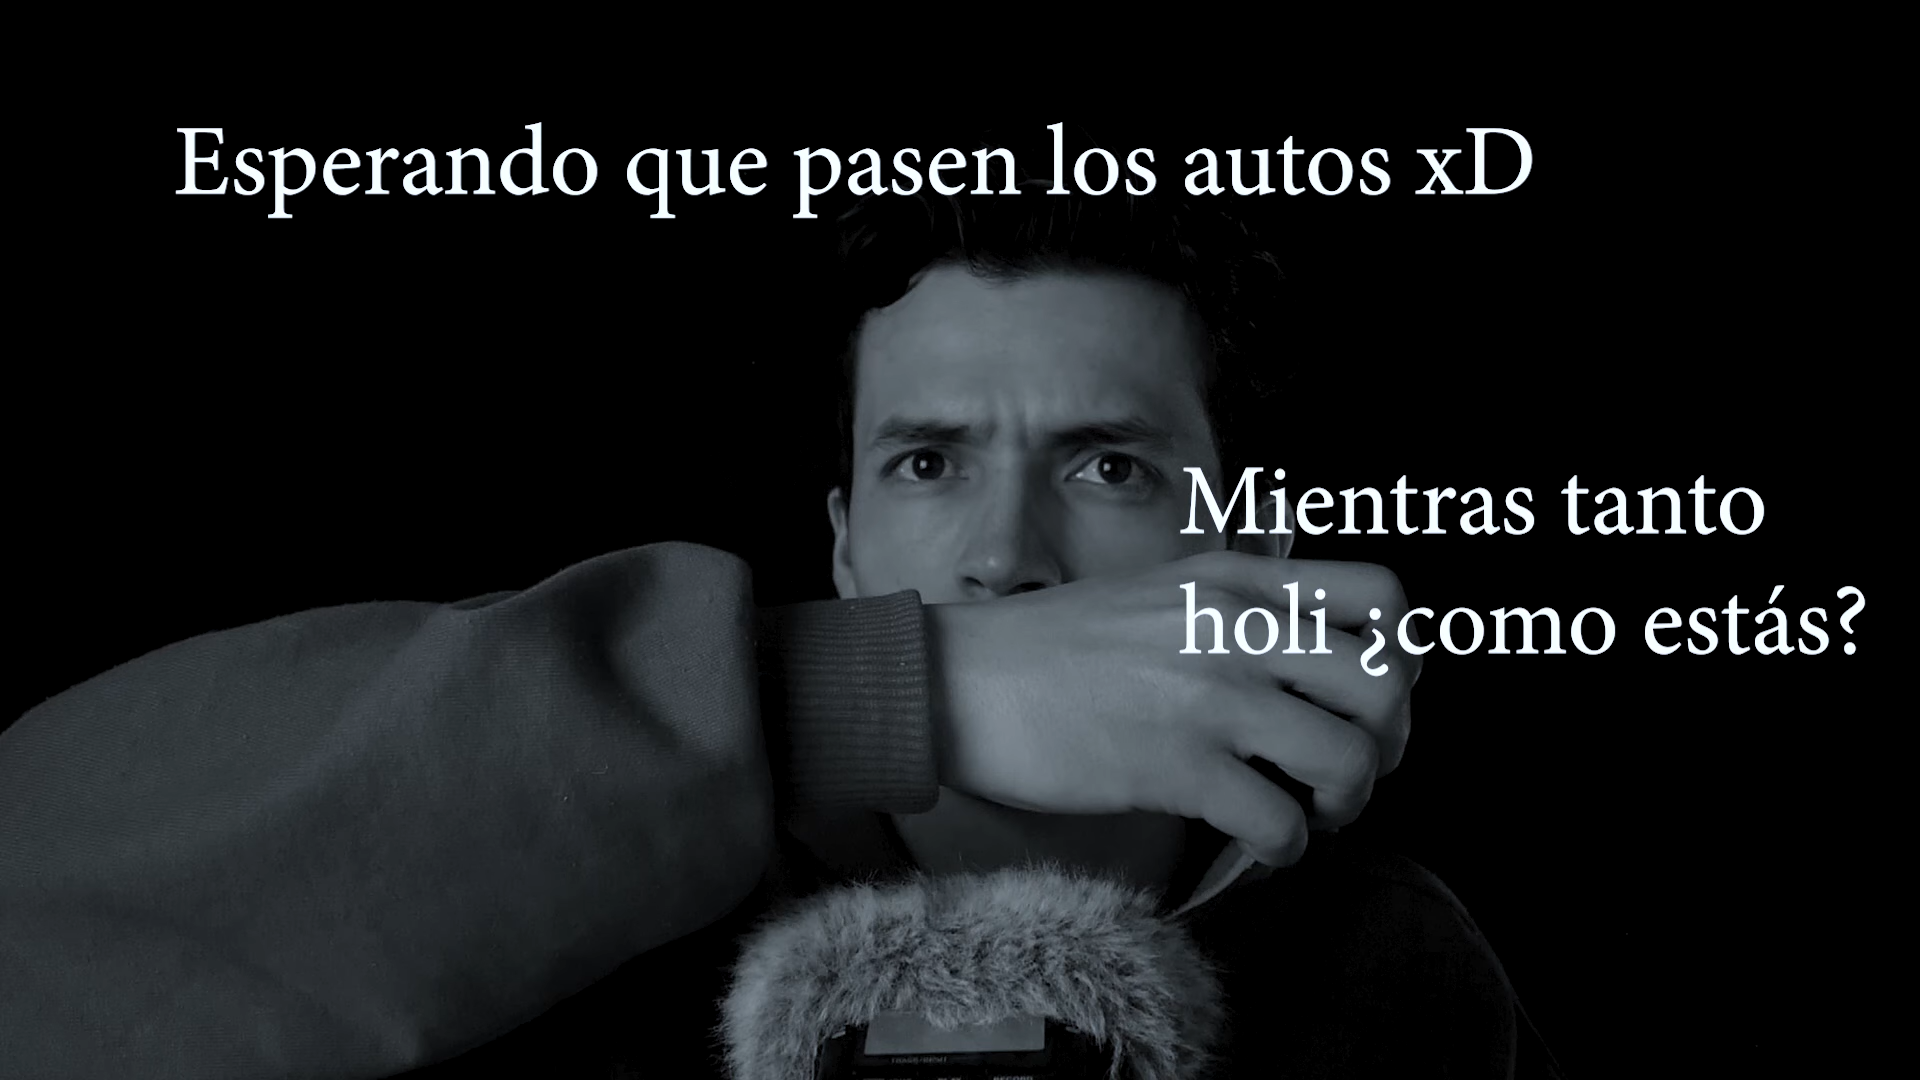 Esperando que pasen los autos xD
Mientras tanto
holi ¿como estás?